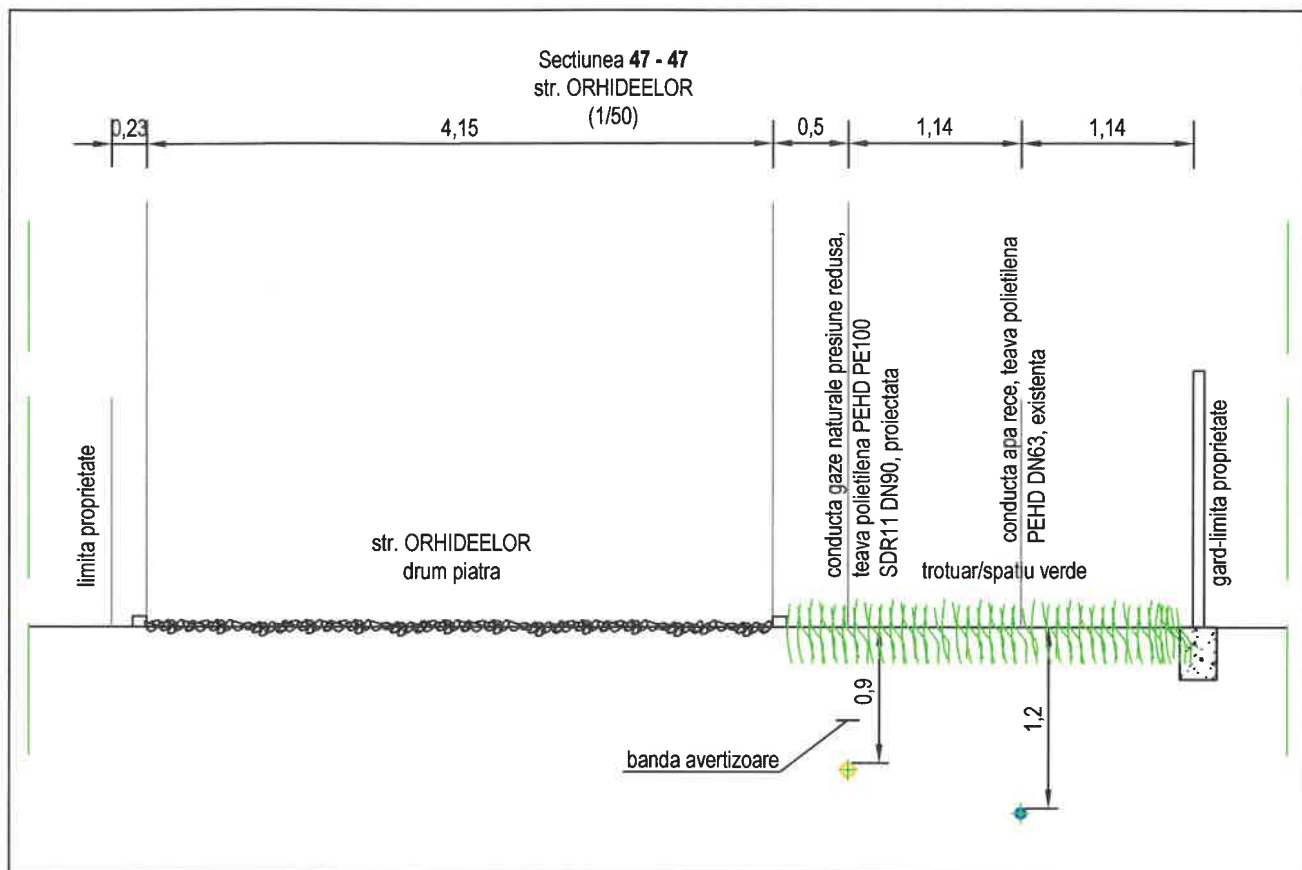 Sectiunea 47 - 47
str. ORHIDEELOR
(1/50)
0,23
4,15
0,5
1,14
1,14
limita proprietate
str. ORHIDEELOR
drum piatra
conducta gaze naturale presiune redusa,
teava polietilena PEHD PE100
SDR11 DN90, proiectata
conducta apa rece, teava polietilena
PEHD DN63, existenta
trotuar/spatiu verde
gard-limita proprietate
0,9
1,2
banda avertizoare